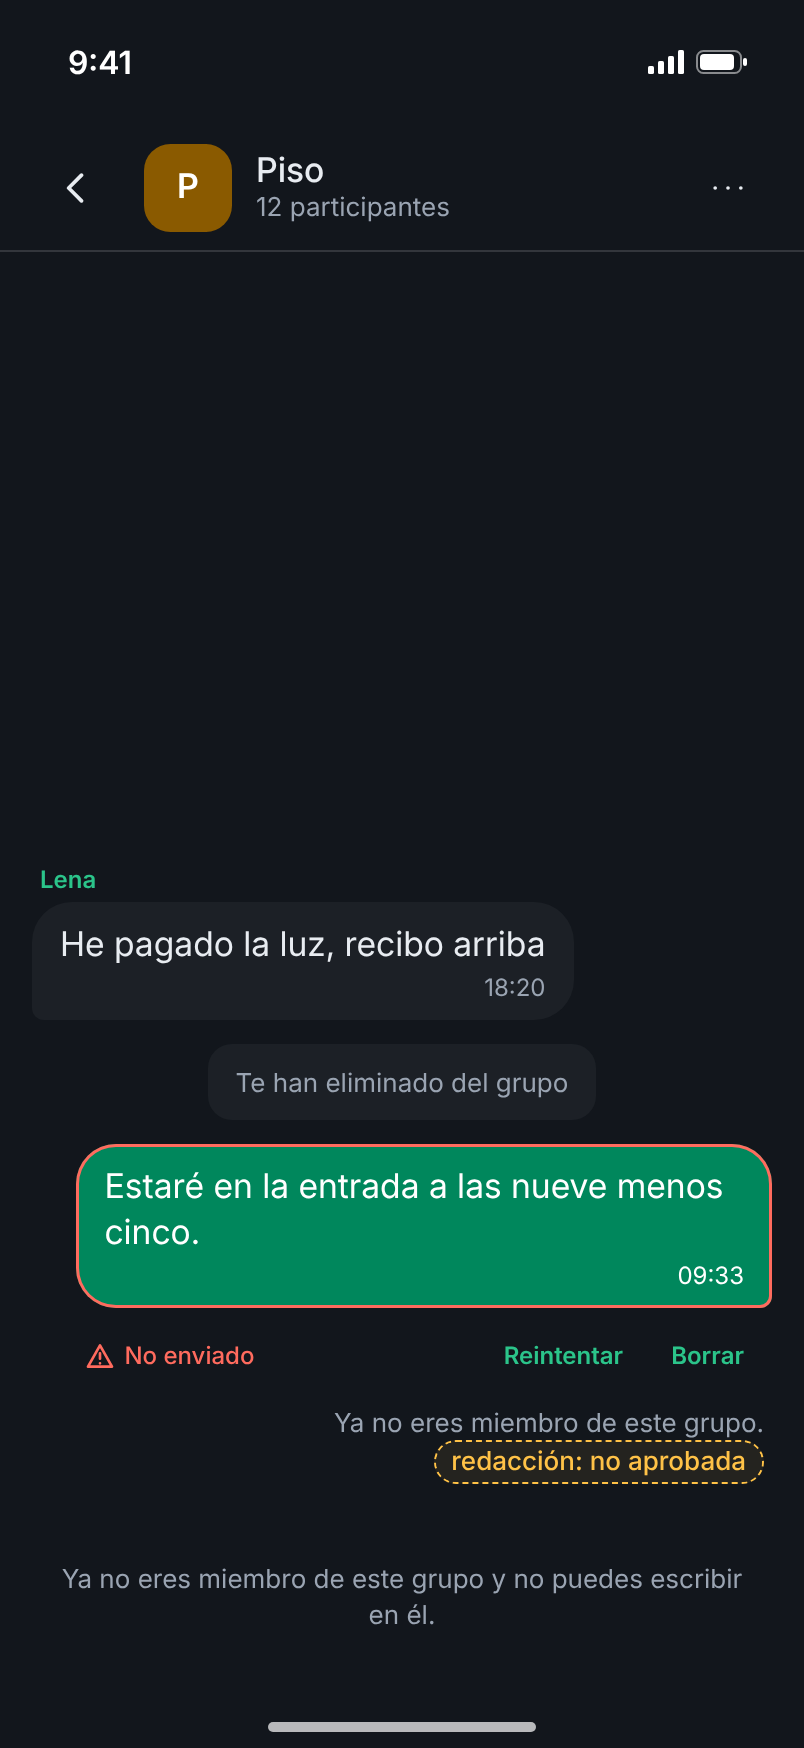 9:41
P
Piso
12 participantes
Lena
He pagado la luz, recibo arriba
18:20
Te han eliminado del grupo
Estaré en la entrada a las nueve menos
cinco.
09:33
No enviado
Reintentar
Borrar
Ya no eres miembro de este grupo.
redacción: no aprobada
Ya no eres miembro de este grupo y no puedes escribir
en él.